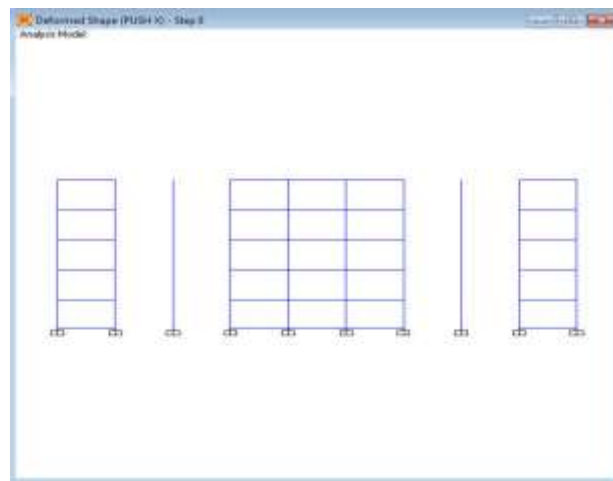 Deformed Shape (PUSH X) - Step 0
Analysis Model